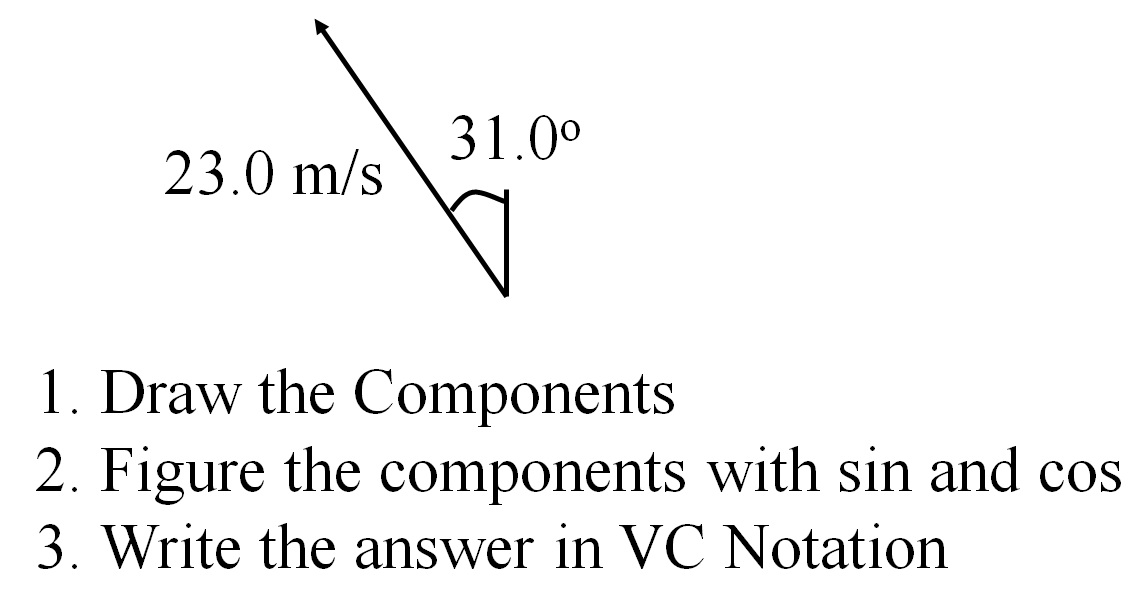 31.0º
23.0 m/s
1. Draw the Components
2. Figure the components with sin and cos
3. Write the answer in VC Notation